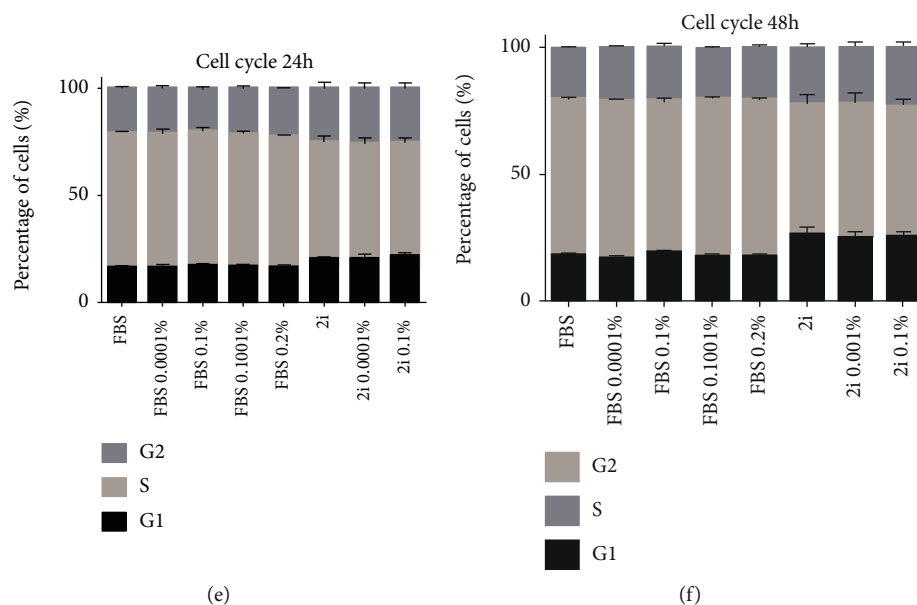 Cell cycle 24h
Percentage of cells (%)
100
50
0
FBS
FBS 0.0001%
FBS 0.1%
FBS 0.1001%
FBS 0.2%
2i
2i 0.0001%
2i 0.1%
G2
S
G1
(e)
Cell cycle 48h
Percentage of cells (%)
100
50
0
FBS
FBS 0.0001%
FBS 0.1%
FBS 0.1001%
FBS 0.2%
2i
2i 0.001%
2i 0.1%
G2
S
G1
(f)